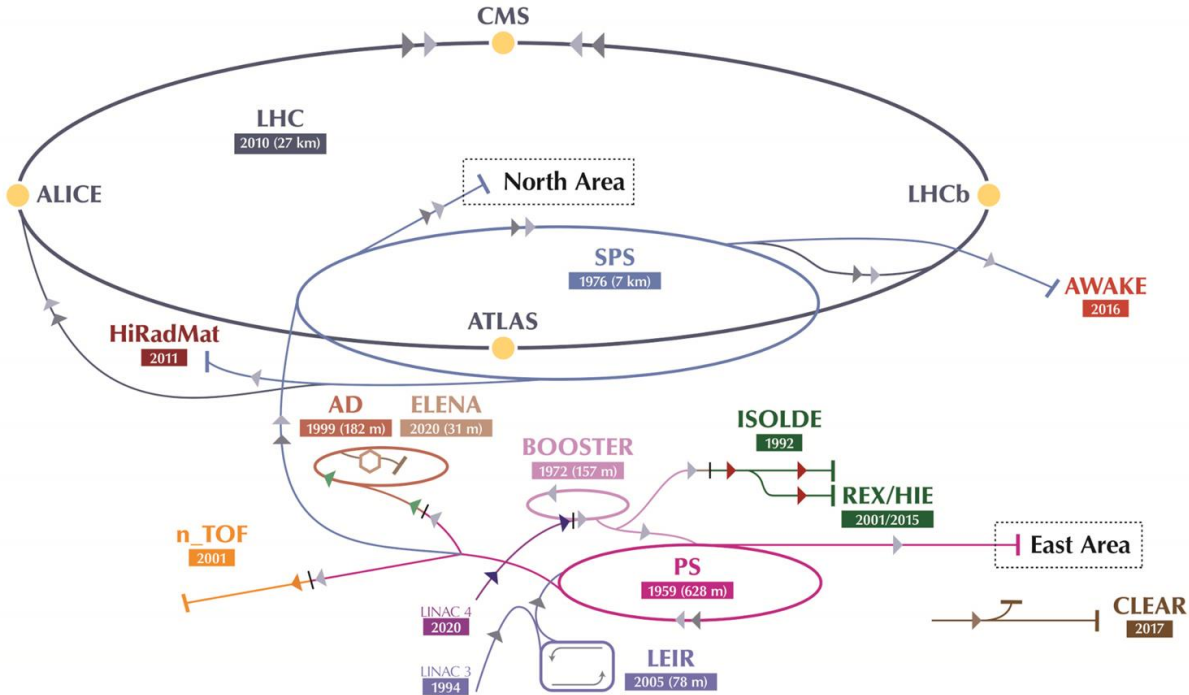 CMS
LHC
2010 (27 km)
North Area
ALICE
LHCb
SPS
1976 (7 km)
AWAKE
2016
ATLAS
HiRadMat
2011
AD
1999 (182 m)
ELENA
2020 (31 m)
ISOLDE
1992
BOOSTER
1972 (157 m)
REX/HIE
2001/2015
n_TOF
2001
East Area
PS
1959 (628 m)
LINAC 4
2020
CLEAR
2017
LINAC 3
1994
LEIR
2005 (78 m)